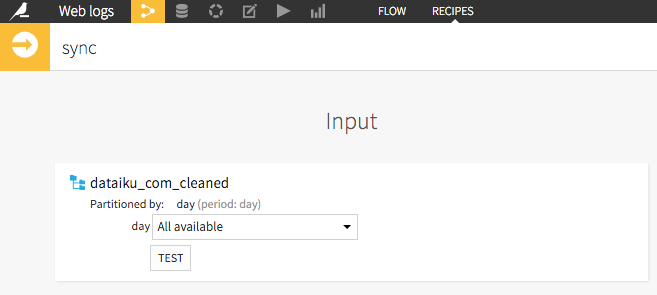 Web logs FLOW RECIPES
sync
Input
dataiku_com_cleaned
Partitioned by: day (period: day)
day All available
TEST